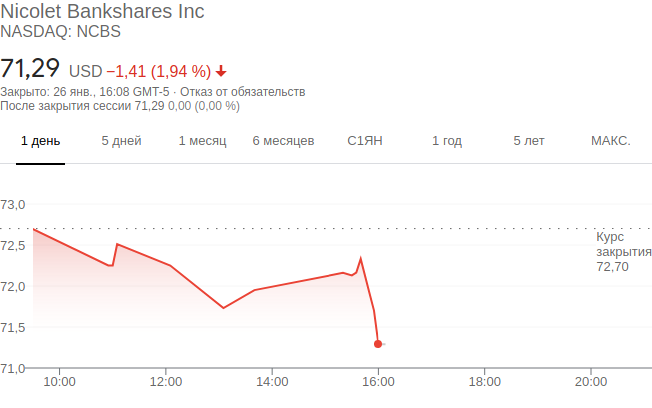 Nicolet Bankshares Inc
NASDAQ: NCBS
71,29 USD −1,41 (1,94 %)
Закрыто: 26 янв., 16:08 GMT-5 · Отказ от обязательств
После закрытия сессии 71,29 0,00 (0,00 %)
1 день 5 дней 1 месяц 6 месяцев С1ЯН 1 год 5 лет МАКС.
73,0
72,5
72,0
71,5
71,0
Курс
закрытия
72,70
10:00 12:00 14:00 16:00 18:00 20:00